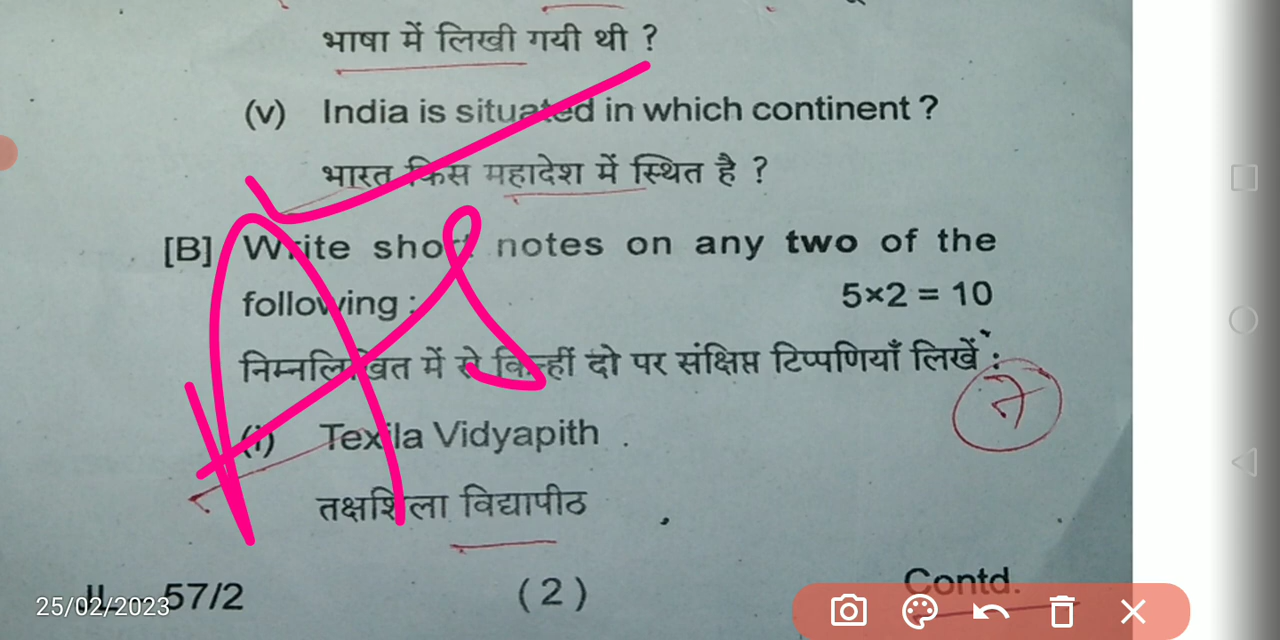 भाषा में लिखी गयी थी ?
(v) India is situated in which continent ?
भारत किस महादेश में स्थित है ?
[B] Write short notes on any two of the
following : 5×2 = 10
निम्नलिखित में से किन्हीं दो पर संक्षिप्त टिप्पणियाँ लिखें :
(i) Texila Vidyapith
तक्षशिला विद्यापीठ
57/2 (2) Contd.
25/02/2023